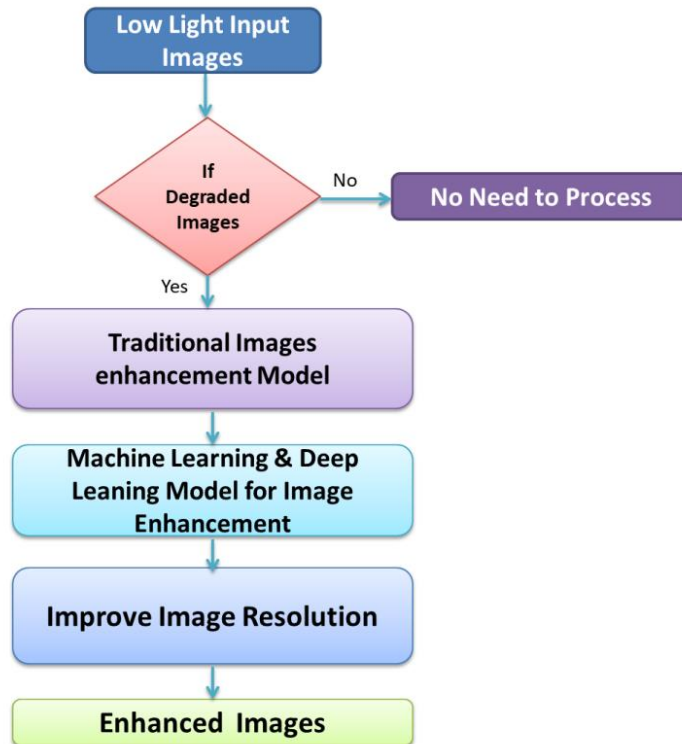 Low Light Input
Images
If
Degraded
Images
No
No Need to Process
Yes
Traditional Images
enhancement Model
Machine Learning & Deep
Leaning Model for Image
Enhancement
Improve Image Resolution
Enhanced Images